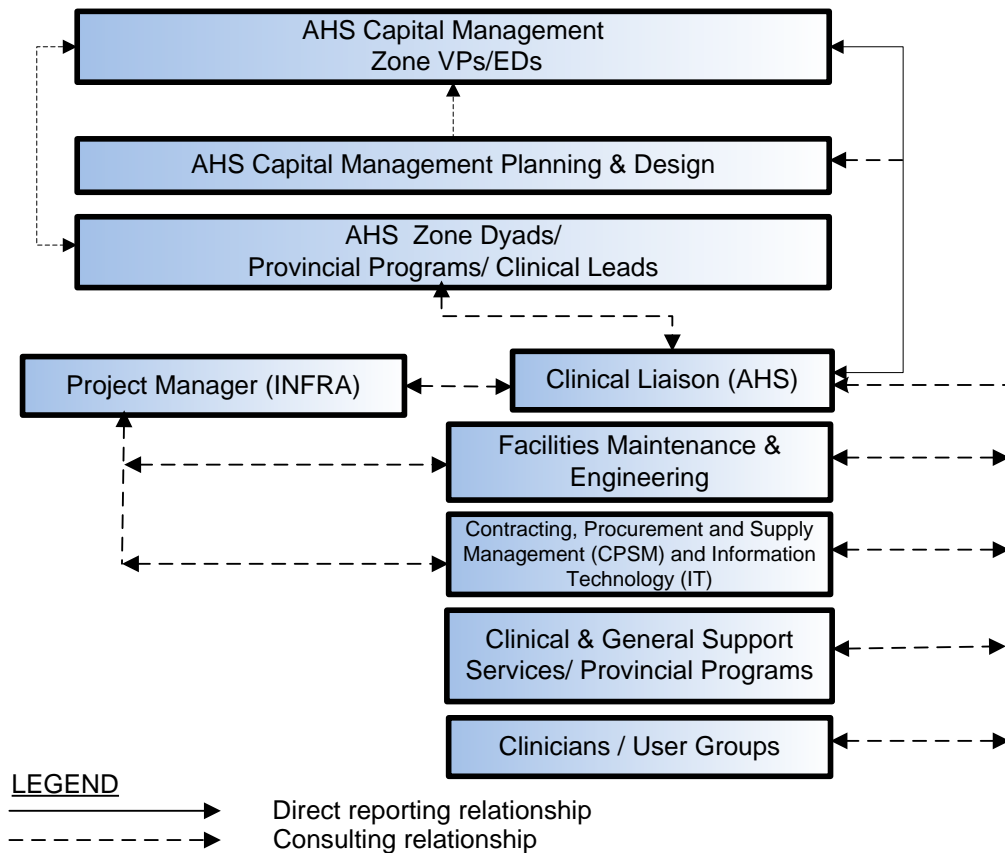 AHS Capital Management
Zone VPs/EDs
AHS Capital Management Planning & Design
AHS  Zone Dyads/
Provincial Programs/ Clinical Leads
Project Manager (INFRA)
Clinical Liaison (AHS)
Facilities Maintenance &
Engineering
Contracting, Procurement and Supply
Management (CPSM) and Information
Technology (IT)
Clinical & General Support
Services/ Provincial Programs
Clinicians / User Groups
LEGEND
Direct reporting relationship
Consulting relationship